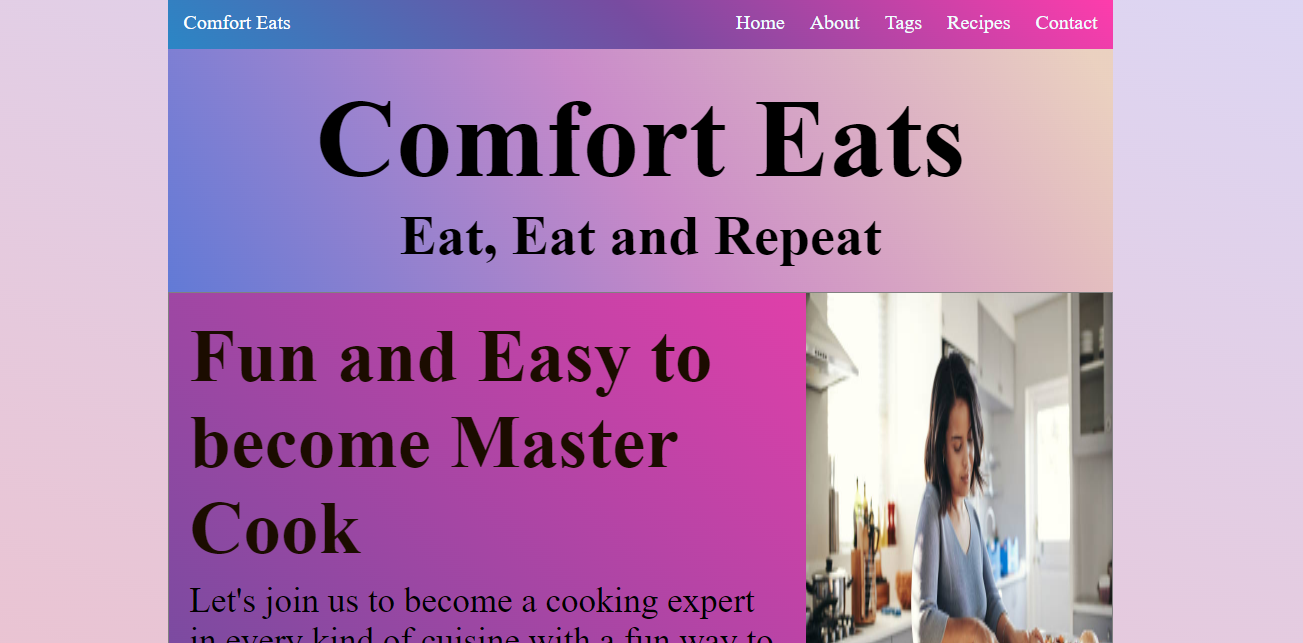 Comfort Eats Home About Tags Recipes Contact
Comfort Eats
Eat, Eat and Repeat
Fun and Easy to
become Master
Cook
Let's join us to become a cooking expert
in every kind of cuisine with a fun way to